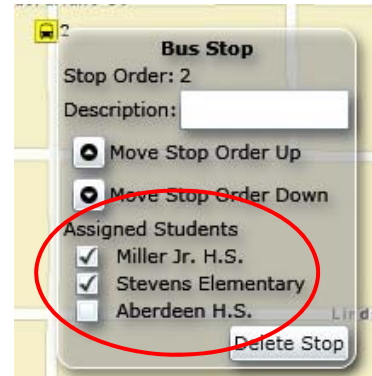 2
Bus Stop
Stop Order: 2
Description:
Move Stop Order Up
Move Stop Order Down
Assigned Students
Miller Jr. H.S.
Stevens Elementary
Aberdeen H.S.
Lind
Delete Stop